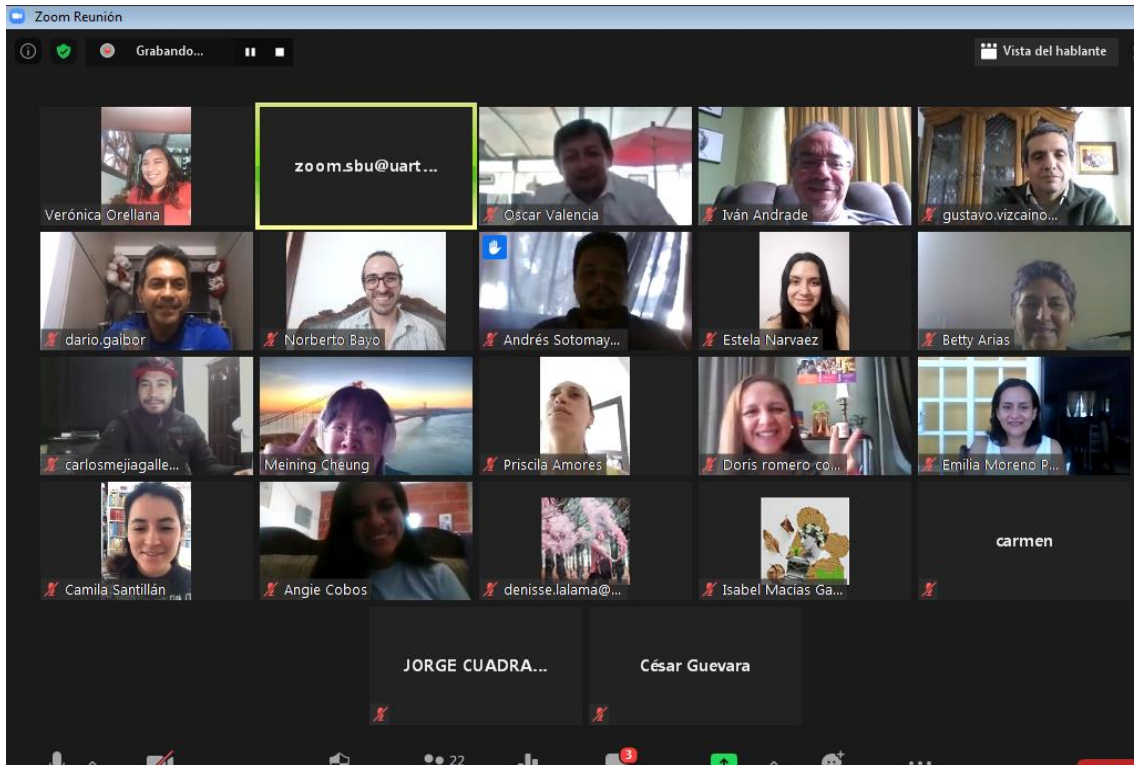 Zoom Reunión
Grabando...
Vista del hablante
Verónica Orellana
zoom.sbu@uart...
Oscar Valencia
Iván Andrade
gustavo.vizcaino...
dario.gaibor
Norberto Bayo
Andrés Sotomay...
Estela Narvaez
Betty Arias
carlosmejiagalle...
Meining Cheung
Priscila Amores
Doris romero co...
Emilia Moreno P...
Camila Santillán
Angie Cobos
denisse.lalama@...
Isabel Macías Ga...
carmen
JORGE CUADRA...
César Guevara
22
3